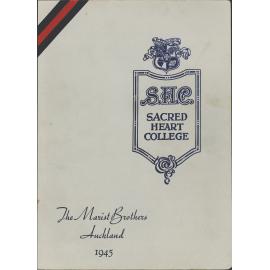 S.H.C.
SACRED
HEART
COLLEGE
The Marist Brothers
Auckland
1945